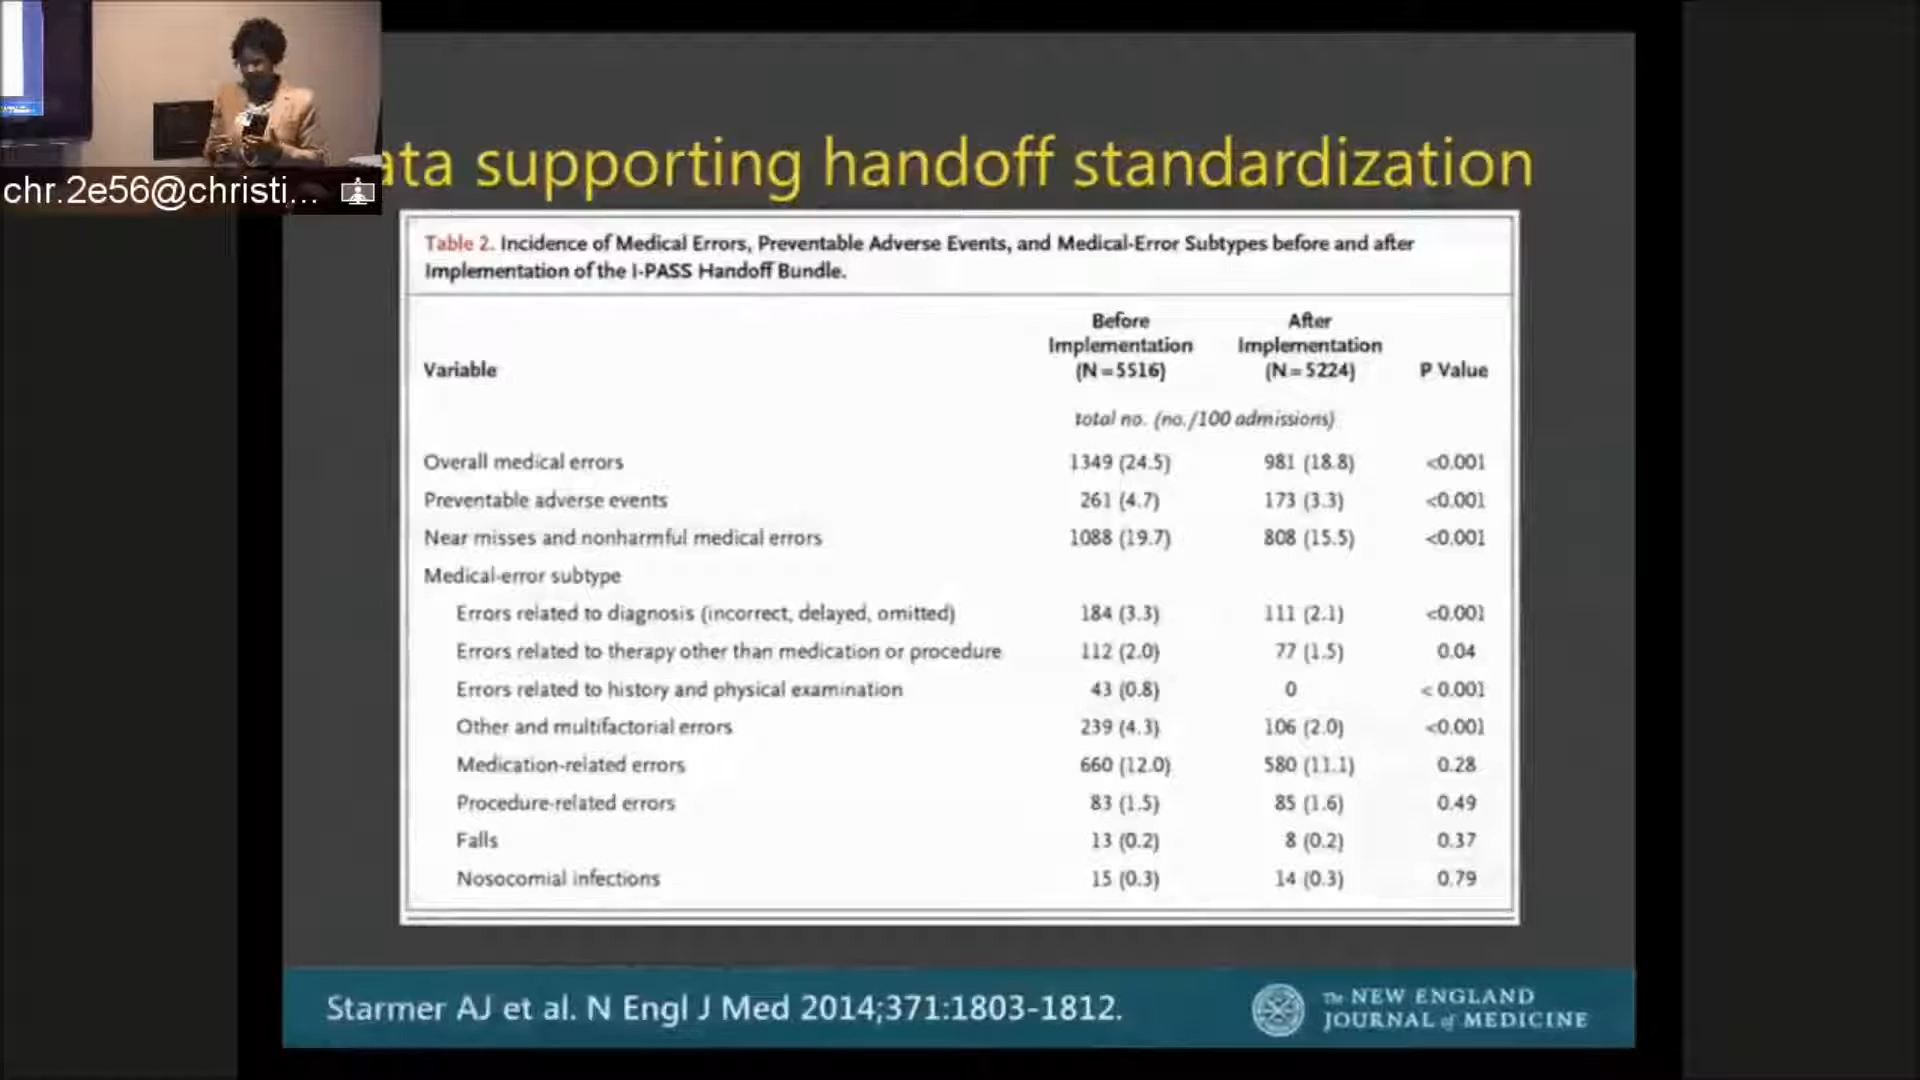 chr.2e56@christi...
ata supporting handoff standardization
Table 2. Incidence of Medical Errors, Preventable Adverse Events, and Medical-Error Subtypes before and after
Implementation of the I-PASS Handoff Bundle.
Variable
Before
Implementation
(N=5516)
After
Implementation
(N=5224)
P Value
total no. (no./100 admissions)
Overall medical errors 1349 (24.5) 981 (18.8) <0.001
Preventable adverse events 261 (4.7) 173 (3.3) <0.001
Near misses and nonharmful medical errors 1088 (19.7) 808 (15.5) <0.001
Medical-error subtype
Errors related to diagnosis (incorrect, delayed, omitted) 184 (3.3) 111 (2.1) <0.001
Errors related to therapy other than medication or procedure 112 (2.0) 77 (1.5) 0.04
Errors related to history and physical examination 43 (0.8) 0 < 0.001
Other and multifactorial errors 239 (4.3) 106 (2.0) <0.001
Medication-related errors 660 (12.0) 580 (11.1) 0.28
Procedure-related errors 83 (1.5) 85 (1.6) 0.49
Falls 13 (0.2) 8 (0.2) 0.37
Nosocomial infections 15 (0.3) 14 (0.3) 0.79
Starmer AJ et al. N Engl J Med 2014;371:1803-1812.
The NEW ENGLAND
JOURNAL of MEDICINE